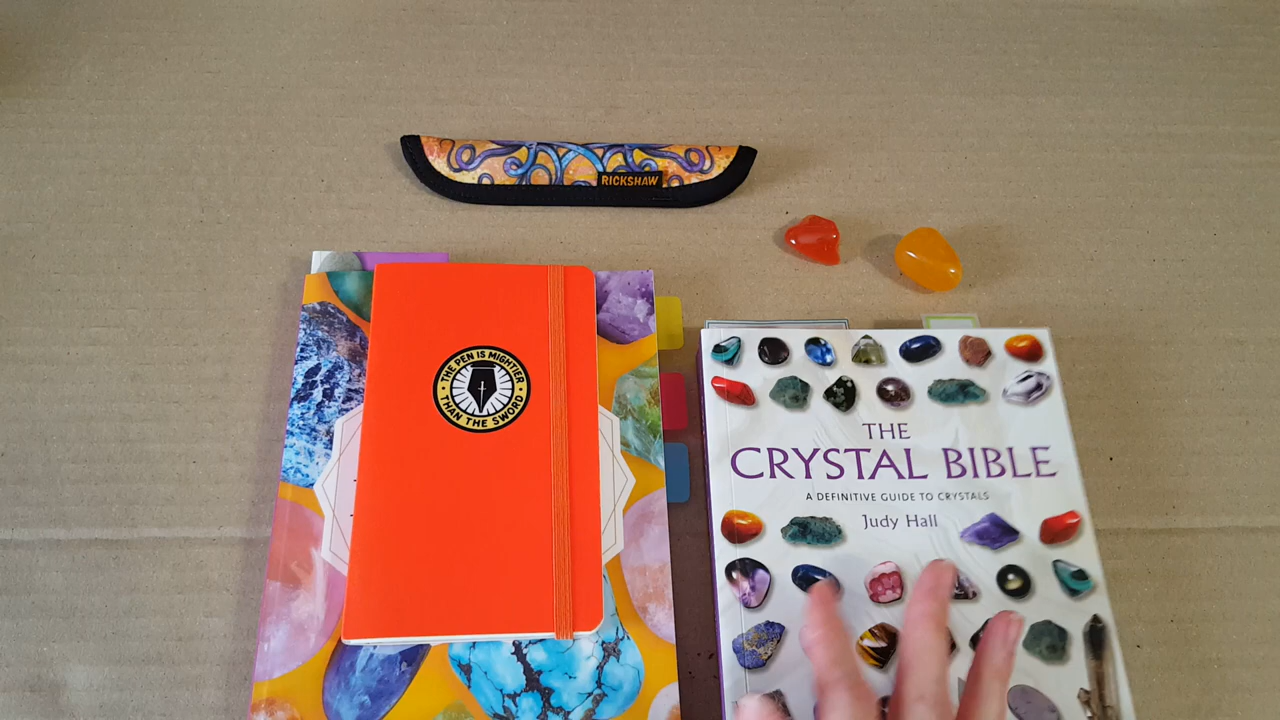 RICKSHAW
THE PEN IS MIGHTIER
THAN THE SWORD
THE
CRYSTAL BIBLE
A DEFINITIVE GUIDE TO CRYSTALS
Judy Hall